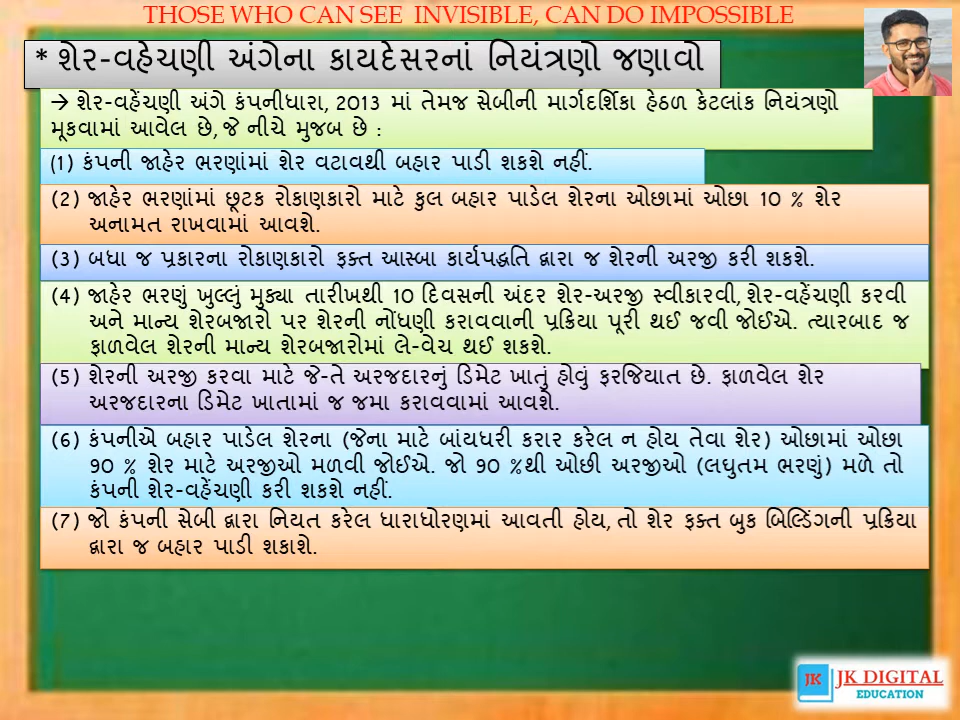 THOSE WHO CAN SEE INVISIBLE, CAN DO IMPOSSIBLE
* શેર-વહેચણી અંગેના કાયદેસરનાં નિયંત્રણો જણાવો
→ શેર-વહેંચણી અંગે કંપનીધારા, 2013 માં તેમજ સેબીની માર્ગદર્શિકા હેઠળ કેટલાંક નિયંત્રણો
મૂકવામાં આવેલ છે, જે નીચે મુજબ છે :
(1) કંપની જાહેર ભરણાંમાં શેર વટાવથી બહાર પાડી શકશે નહીં.
(2) જાહેર ભરણાંમાં છૂટક રોકાણકારો માટે કુલ બહાર પાડેલ શેરના ઓછામાં ઓછા 10 % શેર
અનામત રાખવામાં આવશે.
(3) બધા જ પ્રકારના રોકાણકારો ફક્ત આસ્બા કાર્યપદ્ધતિ દ્વારા જ શેરની અરજી કરી શકશે.
(4) જાહેર ભરણું ખુલ્લું મુક્યા તારીખથી 10 દિવસની અંદર શેર-અરજી સ્વીકારવી, શેર-વહેંચણી કરવી
અને માન્ય શેરબજારો પર શેરની નોંધણી કરાવવાની પ્રક્રિયા પૂરી થઈ જવી જોઈએ. ત્યારબાદ જ
ફાળવેલ શેરની માન્ય શેરબજારોમાં લે-વેચ થઈ શકશે.
(5) શેરની અરજી કરવા માટે જે-તે અરજદારનું ડિમેટ ખાતું હોવું ફરજિયાત છે. ફાળવેલ શેર
અરજદારના ડિમેટ ખાતામાં જ જમા કરાવવામાં આવશે.
(6) કંપનીએ બહાર પાડેલ શેરના (જેના માટે બાંયધરી કરાર કરેલ ન હોય તેવા શેર) ઓછામાં ઓછા
90 % શેર માટે અરજીઓ મળવી જોઈએ. જો 90 %થી ઓછી અરજીઓ (લઘુતમ ભરણું) મળે તો
કંપની શેર-વહેંચણી કરી શકશે નહીં.
(7) જો કંપની સેબી દ્વારા નિયત કરેલ ધારાધોરણમાં આવતી હોય, તો શેર ફક્ત બુક બિલ્ડિંગની પ્રક્રિયા
દ્વારા જ બહાર પાડી શકાશે.
JK JK DIGITAL
EDUCATION